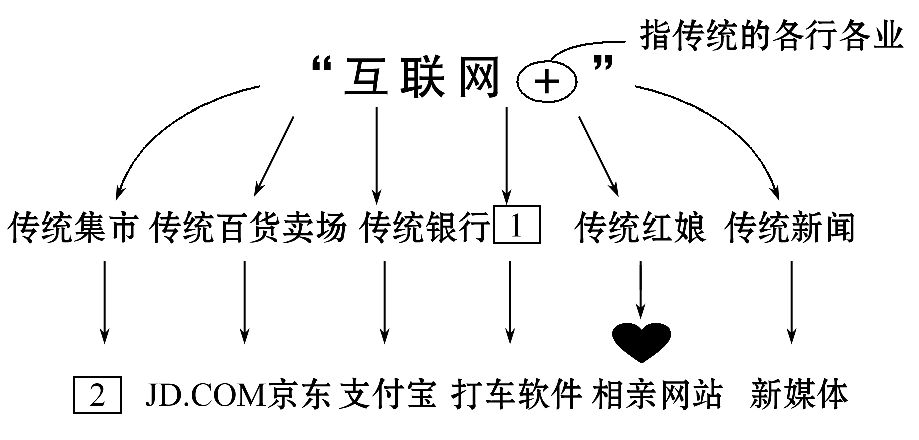 指传统的各行各业
“互联网+”
传统集市 传统百货卖场 传统银行 1 传统红娘 传统新闻
2 JD.COM京东 支付宝 打车软件 相亲网站 新媒体